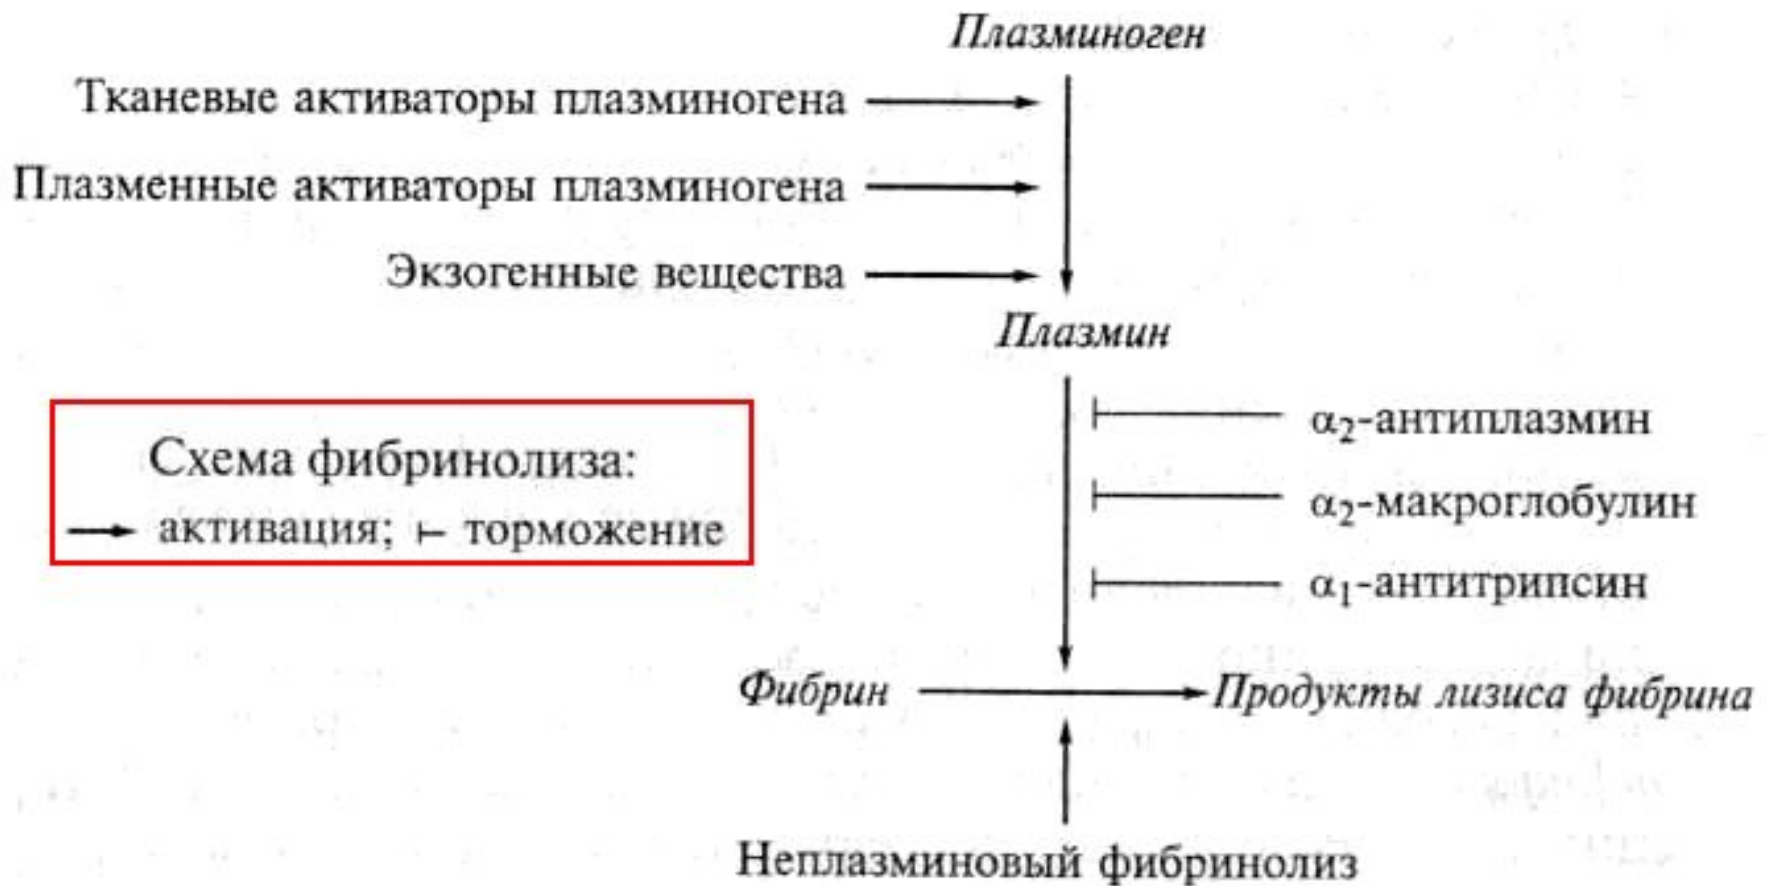 Плазминоген
Тканевые активаторы плазминогена
Плазменные активаторы плазминогена
Экзогенные вещества
Плазмин
α₂-антиплазмин
Схема фибринолиза:
α₂-макроглобулин
активация; торможение
α₁-антитрипсин
Фибрин Продукты лизиса фибрина
Неплазминовый фибринолиз